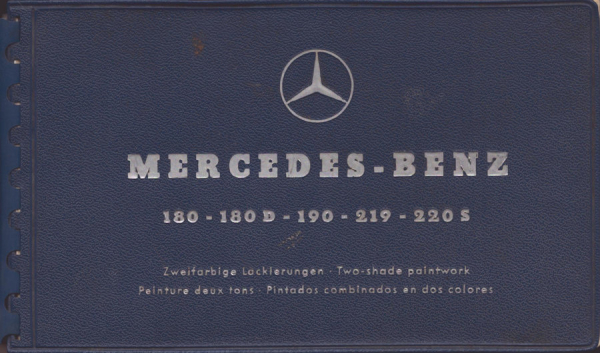 MERCEDES-BENZ
180 - 180 D - 190 - 219 - 220 S
Zweifarbige Lackierungen · Two-shade paintwork
Peinture deux tons · Pintados combinados en dos colores